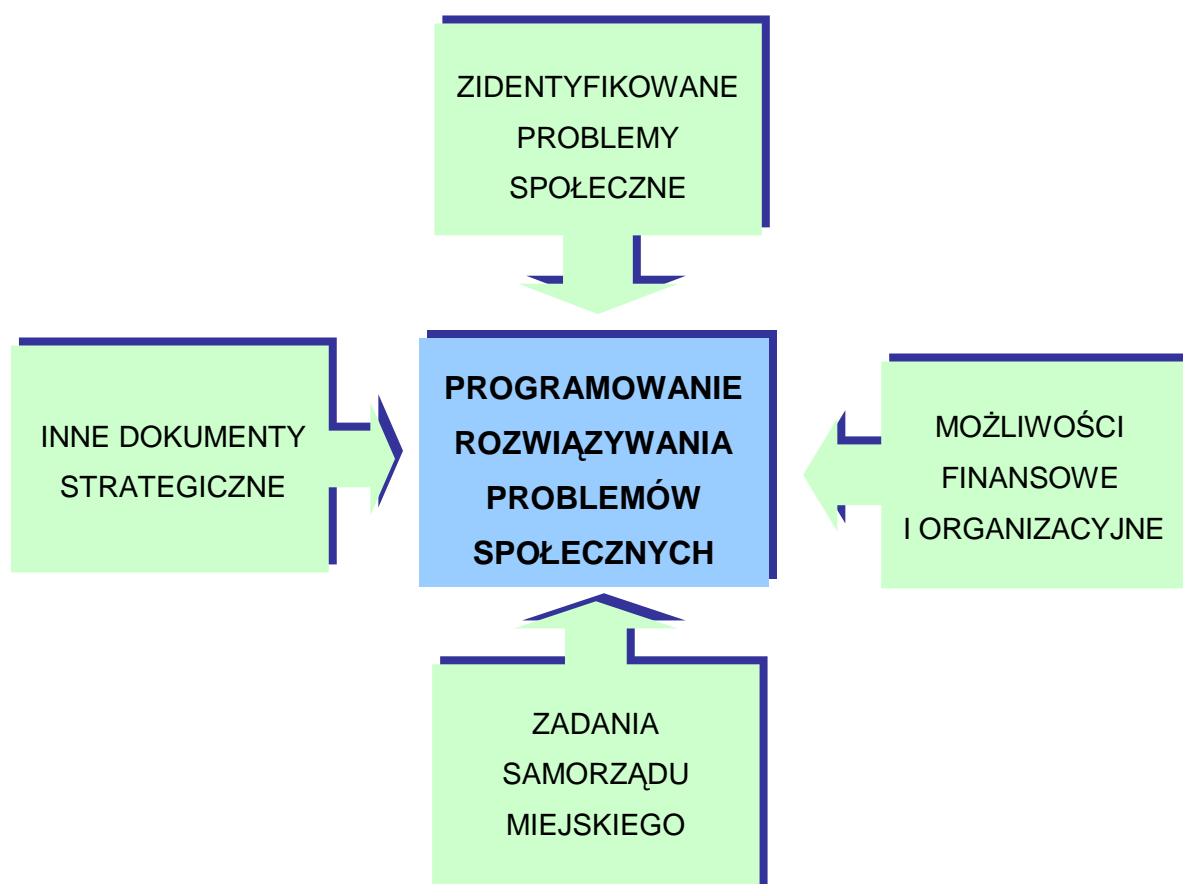 ZIDENTYFIKOWANE
PROBLEMY
SPOŁECZNE
INNE DOKUMENTY
STRATEGICZNE
PROGRAMOWANIE
ROZWIĄZYWANIA
PROBLEMÓW
SPOŁECZNYCH
MOŻLIWOŚCI
FINANSOWE
I ORGANIZACYJNE
ZADANIA
SAMORZĄDU
MIEJSKIEGO